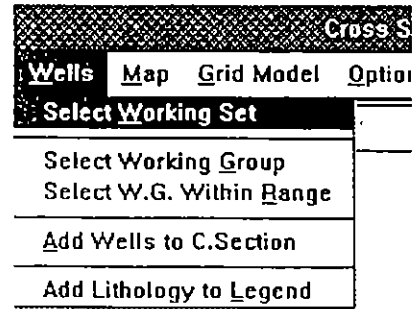 Cross S
Wells Map Grid Model Option
Select Working Set
Select Working Group
Select W.G. Within Range
Add Wells to C.Section
Add Lithology to Legend